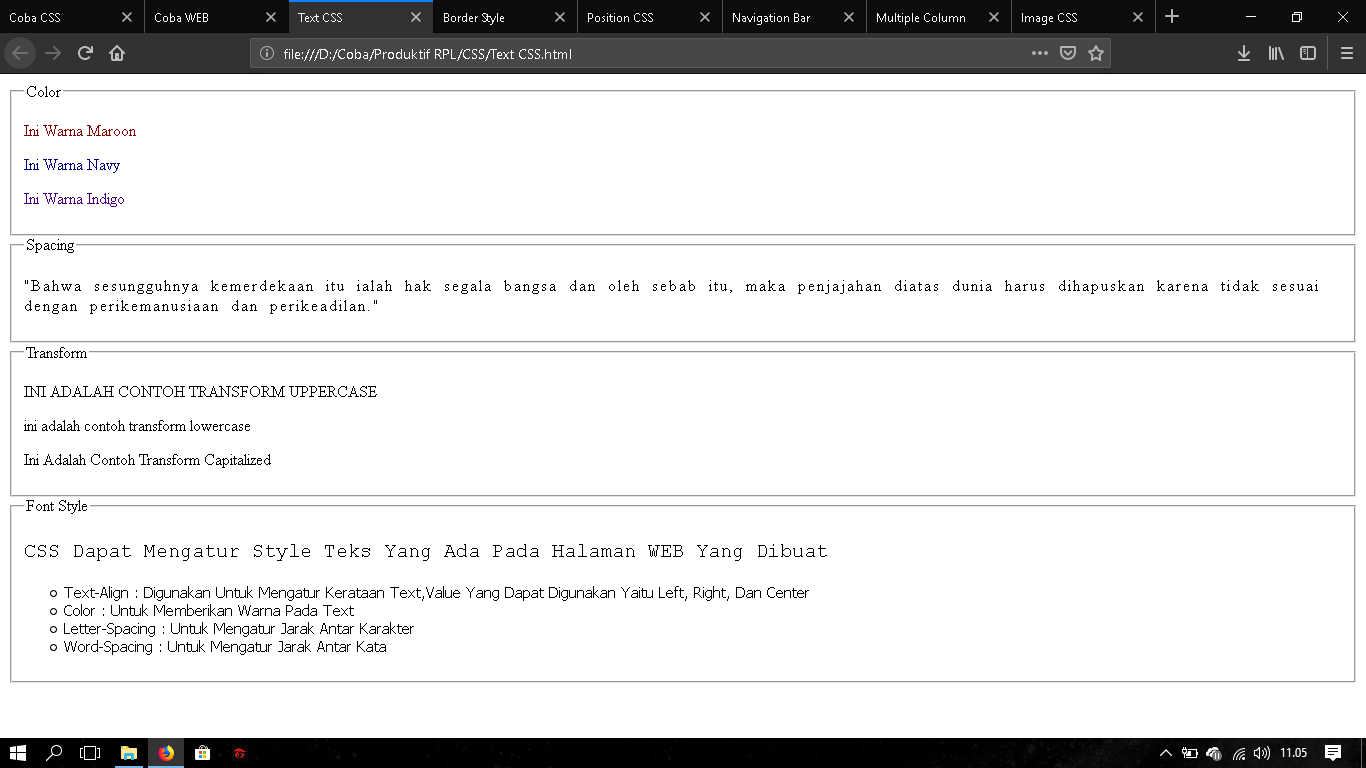 Coba CSS
Coba WEB
Text CSS
Border Style
Position CSS
Navigation Bar
Multiple Column
Image CSS
file:///D:/Coba/Produktif RPL/CSS/Text CSS.html
Color
Ini Warna Maroon
Ini Warna Navy
Ini Warna Indigo
Spacing
"Bahwa sesungguhnya kemerdekaan itu ialah hak segala bangsa dan oleh sebab itu, maka penjajahan diatas dunia harus dihapuskan karena tidak sesuai
dengan perikemanusiaan dan perikeadilan."
Transform
INI ADALAH CONTOH TRANSFORM UPPERCASE
ini adalah contoh transform lowercase
Ini Adalah Contoh Transform Capitalized
Font Style
CSS Dapat Mengatur Style Teks Yang Ada Pada Halaman WEB Yang Dibuat
Text-Align : Digunakan Untuk Mengatur Kerataan Text,Value Yang Dapat Digunakan Yaitu Left, Right, Dan Center
Color : Untuk Memberikan Warna Pada Text
Letter-Spacing : Untuk Mengatur Jarak Antar Karakter
Word-Spacing : Untuk Mengatur Jarak Antar Kata
11.05